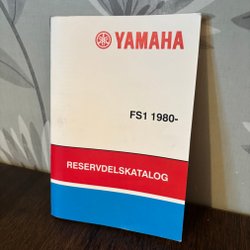 YAMAHA
FS1 1980-
RESERVDELSKATALOG